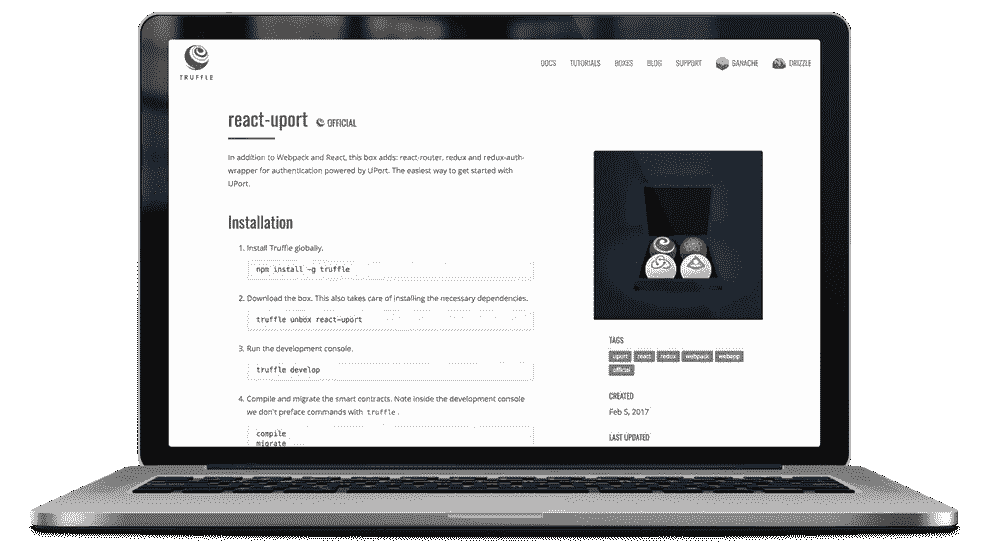 TRUFFLE
DOCS TUTORIALS BOXES BLOG SUPPORT GANACHE DRIZZLE
react-uport OFFICIAL
In addition to Webpack and React, this box adds: react-router, redux and redux-auth-
wrapper for authentication powered by UPort. The easiest way to get started with
UPort.
Installation
1. Install Truffle globally.
npm install -g truffle
2. Download the box. This also takes care of installing the necessary dependencies.
truffle unbox react-uport
3. Run the development console.
truffle develop
4. Compile and migrate the smart contracts. Note inside the development console
we don't preface commands with truffle .
compile
migrate
TAGS
uport react redux webpack webapp
official
CREATED
Feb 5, 2017
LAST UPDATED